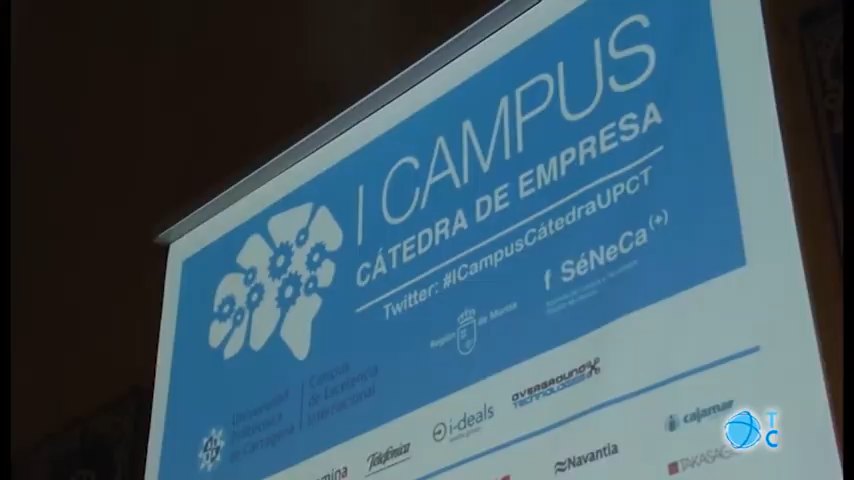 I CAMPUS
CÁTEDRA DE EMPRESA
Twitter: #ICampusCátedraUPCT
Región de Murcia
f SéNeCa(+)
Universidad
Politécnica
de Cartagena
Campus
de Excelencia
Internacional
Telefónica
i-deals
OVERGROUND
TECHNOLOGIES
cajamar
Navantia
TC